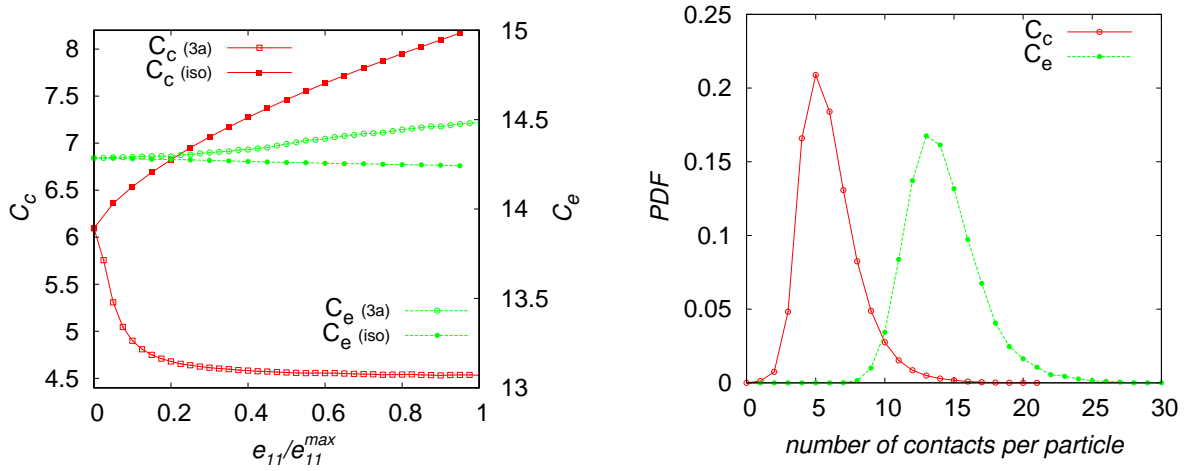 C_c (3a)
C_c (iso)
8
7.5
7
6.5
6
5.5
5
4.5
C_c
15
14.5
14
13.5
13
C_e
C_e (3a)
C_e (iso)
0 0.2 0.4 0.6 0.8 1
e_11/e_11^max
C_c
C_e
0.25
0.2
0.15
0.1
0.05
0
PDF
0 5 10 15 20 25 30
number of contacts per particle